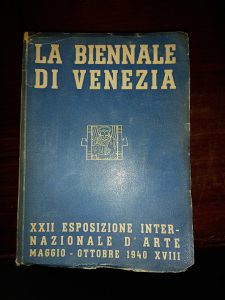 LA BIENNALE
DI VENEZIA
XXII ESPOSIZIONE INTER-
NAZIONALE D'ARTE
MAGGIO - OTTOBRE 1940 XVIII